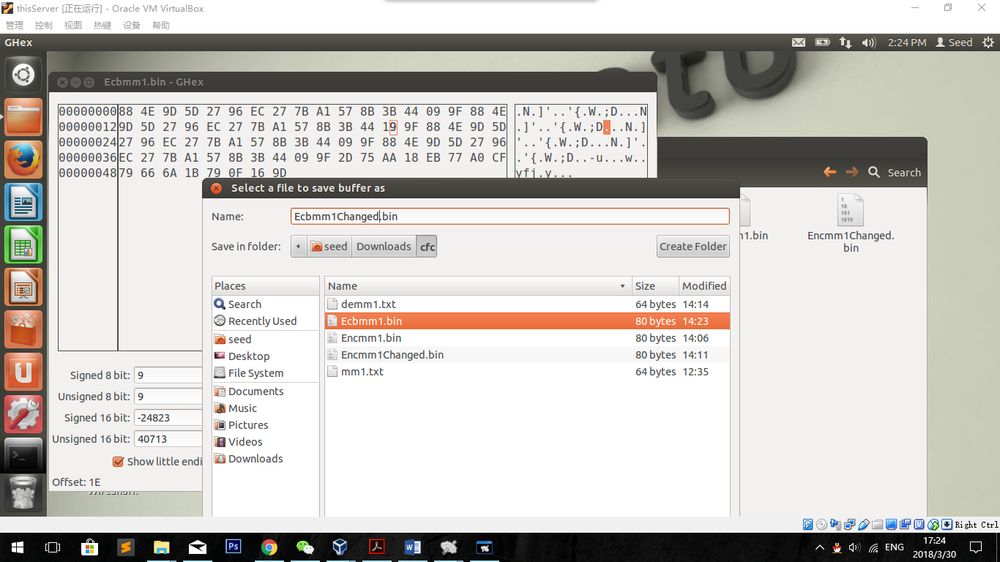 thisServer [正在运行] - Oracle VM VirtualBox
管理 控制 视图 热键 设备 帮助
GHex 2:24 PM Seed
Ecbmm1.bin - GHex
00000000 88 4E 9D 5D 27 96 EC 27 7B A1 57 8B 3B 44 09 9F 88 4E .N.]'..'{.W.;D...N
00000012 9D 5D 27 96 EC 27 7B A1 57 8B 3B 44 19 9F 88 4E 9D 5D .]'..'{.W.;D...N.]
00000024 27 96 EC 27 7B A1 57 8B 3B 44 09 9F 88 4E 9D 5D 27 96 '..'{.W.;D...N.]'.
00000036 EC 27 7B A1 57 8B 3B 44 09 9F 2D 75 AA 18 EB 77 A0 CF .'{.W.;D..-u...w..
00000048 79 66 6A 1B 79 0F 16 9D yfj.y...
Search
Select a file to save buffer as
Name: Ecbmm1Changed.bin
Save in folder: seed Downloads cfc Create Folder
m1.bin
Encmm1Changed.
bin
Places
Search
Recently Used
seed
Desktop
File System
Documents
Music
Pictures
Videos
Downloads
Name Size Modified
demm1.txt 64 bytes 14:14
Ecbmm1.bin 80 bytes 14:23
Encmm1.bin 80 bytes 14:06
Encmm1Changed.bin 80 bytes 14:11
mm1.txt 64 bytes 12:35
Signed 8 bit: 9
Unsigned 8 bit: 9
Signed 16 bit: -24823
Unsigned 16 bit: 40713
Show little endi
Offset: 1E
Right Ctrl
ENG
17:24
2018/3/30